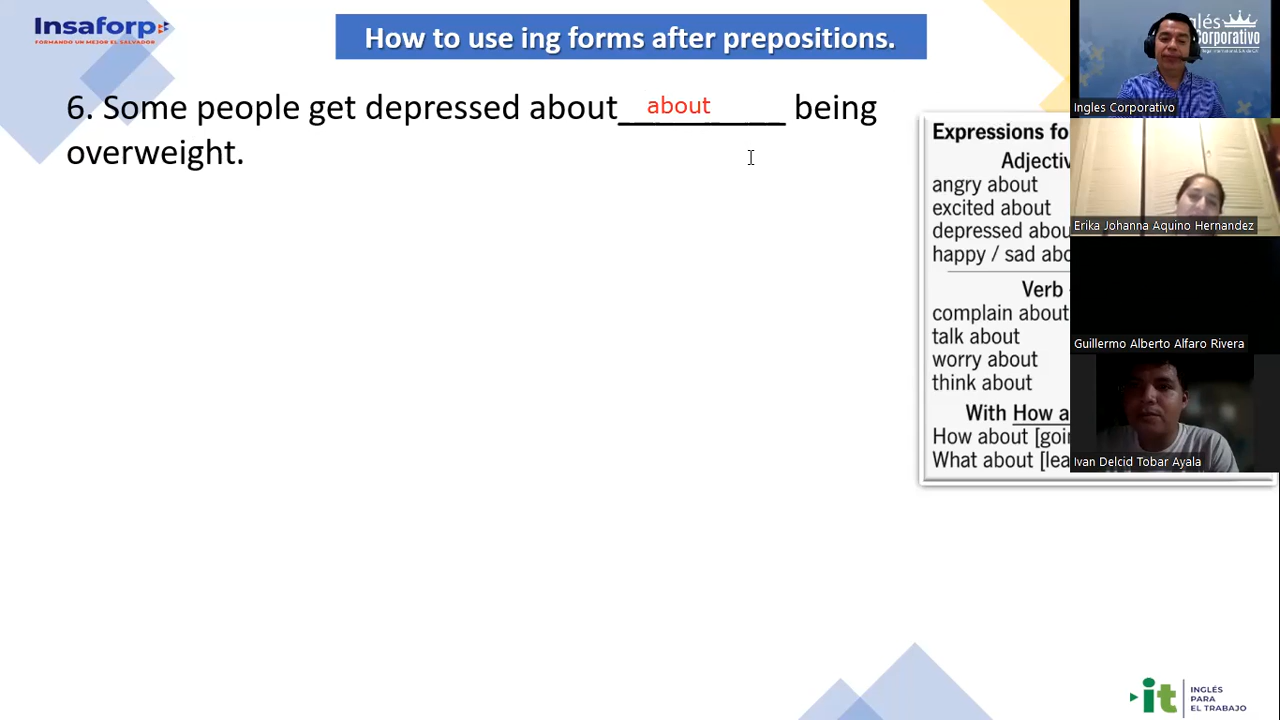 Insaforp
FORMANDO UN MEJOR EL SALVADOR
How to use ing forms after prepositions.
6. Some people get depressed about about being
overweight.
Expressions fo
Adjectiv
angry about
excited about
depressed abou
happy / sad abo
Verb
complain about
talk about
worry about
think about
With How a
How about [goi
What about [lea
glés
corporativo
Ingles Corporativo
Erika Johanna Aquino Hernandez
Guillermo Alberto Alfaro Rivera
Ivan Delcid Tobar Ayala
it
INGLÉS
PARA
EL TRABAJO